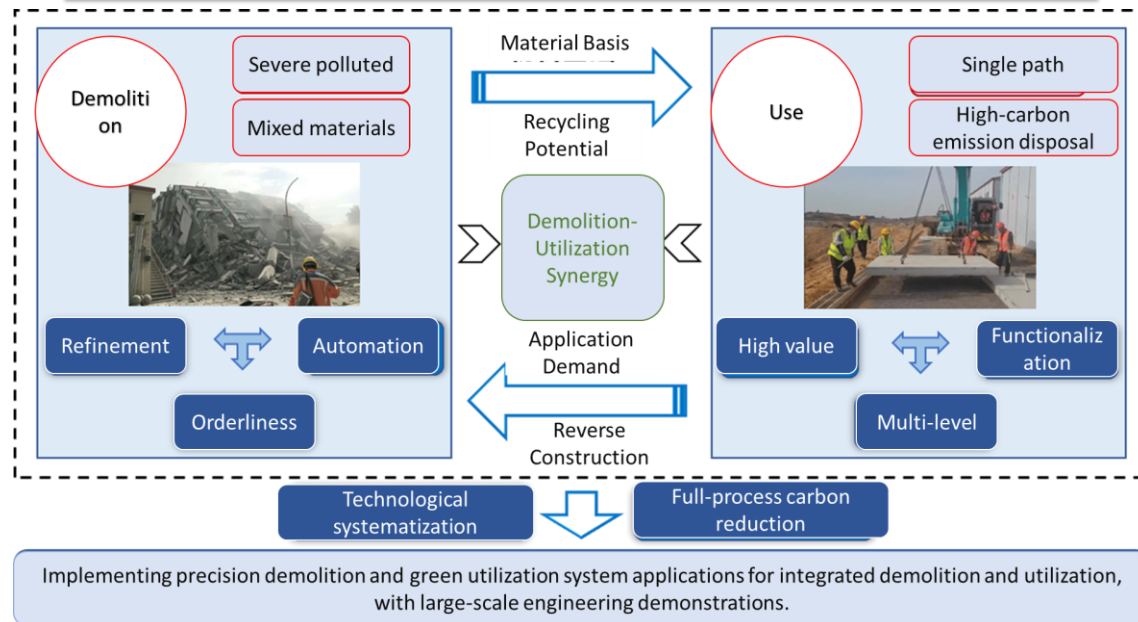 Demoliti
on
Severe polluted
Mixed materials
Refinement
Automation
Orderliness
Material Basis
Recycling
Potential
Demolition-
Utilization
Synergy
Application
Demand
Reverse
Construction
Use
Single path
High-carbon
emission disposal
High value
Functionaliz
ation
Multi-level
Technological
systematization
Full-process carbon
reduction
Implementing precision demolition and green utilization system applications for integrated demolition and utilization,
with large-scale engineering demonstrations.